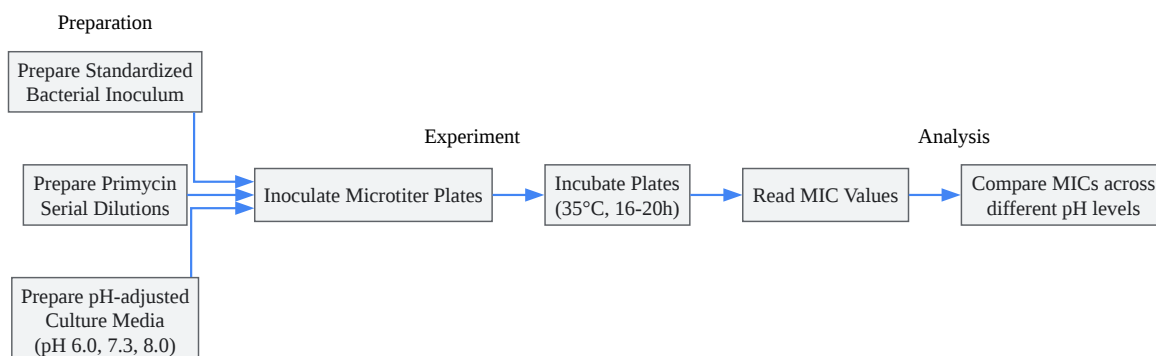 Preparation
Prepare Standardized
Bacterial Inoculum
Experiment
Analysis
Prepare Primycin
Serial Dilutions
Inoculate Microtiter Plates
Incubate Plates
(35°C, 16-20h)
Read MIC Values
Compare MICs across
different pH levels
Prepare pH-adjusted
Culture Media
(pH 6.0, 7.3, 8.0)